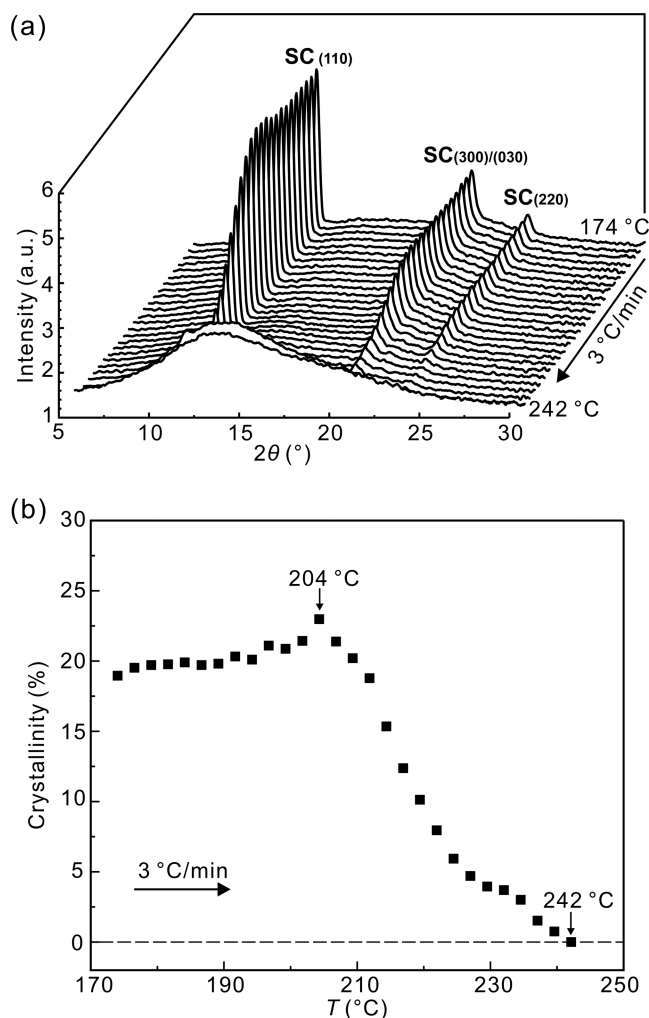 (a)
SC(110)
SC(300)/(030)
SC(220)
174 °C
3 °C/min
242 °C
6
5
4
3
2
1
Intensity (a.u.)
5 10 15 20 25 30
2θ (°)
(b)
30
25
20
15
10
5
0
Crystallinity (%)
204 °C
3 °C/min
242 °C
170 190 210 230 250
T (°C)